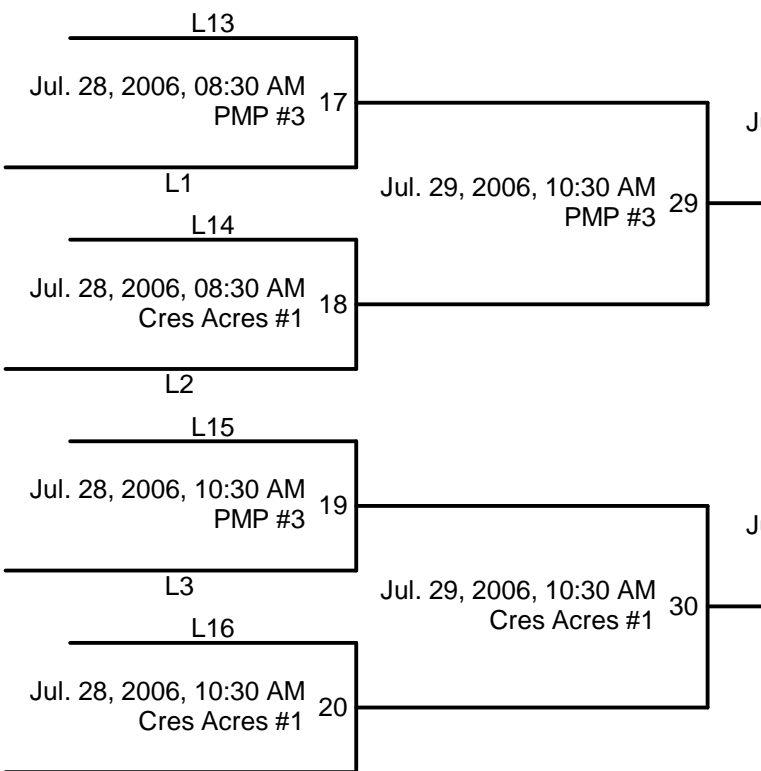 L13
Jul. 28, 2006, 08:30 AM
PMP #3
17
L1
L14
Jul. 28, 2006, 08:30 AM
Cres Acres #1
18
L2
Jul. 29, 2006, 10:30 AM
PMP #3
29
L15
Jul. 28, 2006, 10:30 AM
PMP #3
19
L3
L16
Jul. 28, 2006, 10:30 AM
Cres Acres #1
20
Jul. 29, 2006, 10:30 AM
Cres Acres #1
30